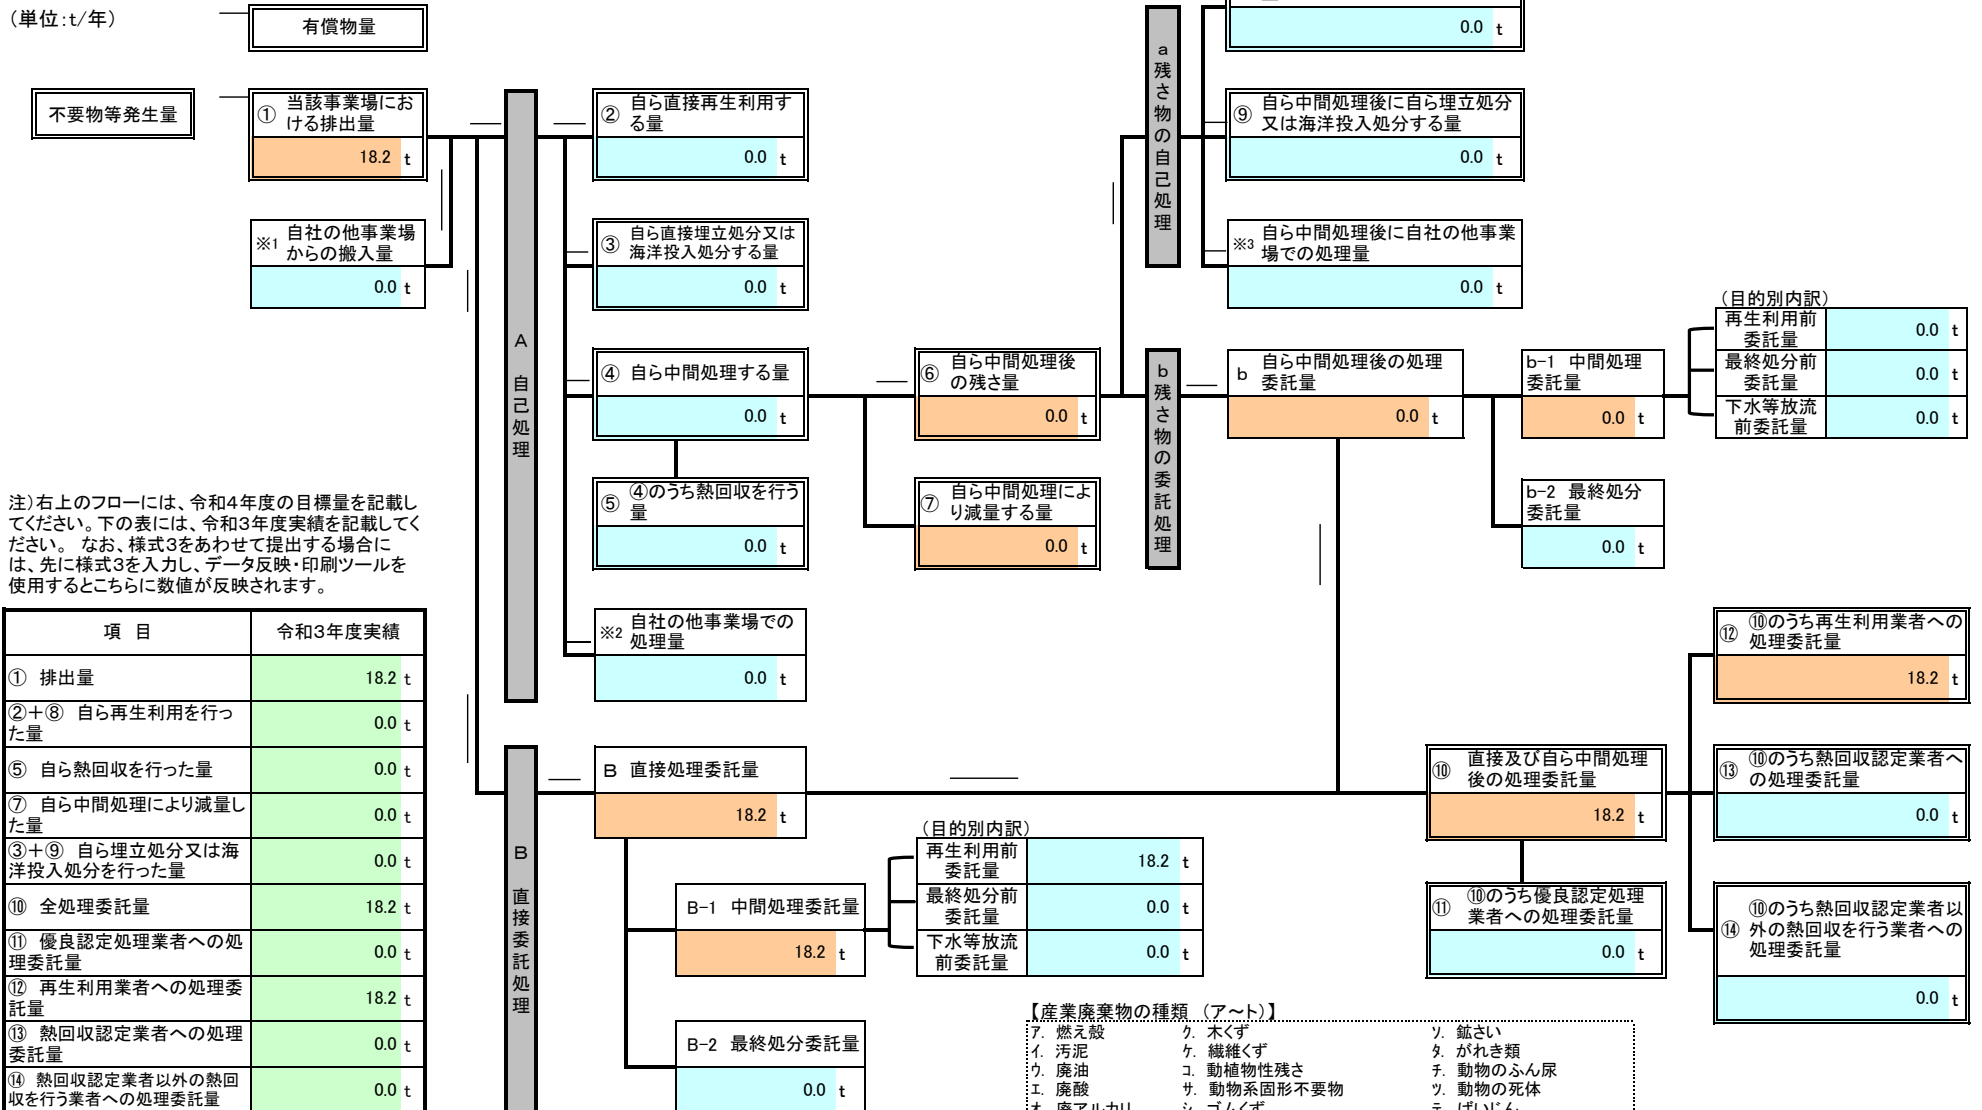 （単位：t/年）
有償物量
不要物等発生量
① 当該事業場にお
ける排出量
18.2 t
※1 自社の他事業場
からの搬入量
0.0 t
A 自己処理
② 自ら直接再生利用す
る量
0.0 t
③ 自ら直接埋立処分又は
海洋投入処分する量
0.0 t
④ 自ら中間処理する量
0.0 t
⑤ ④のうち熱回収を行う
量
0.0 t
※2 自社の他事業場での
処理量
0.0 t
⑥ 自ら中間処理後
の残さ量
0.0 t
⑦ 自ら中間処理によ
り減量する量
0.0 t
a 残さ物の自己処理
0.0 t
⑨ 自ら中間処理後に自ら埋立処分
又は海洋投入処分する量
0.0 t
※3 自ら中間処理後に自社の他事業
場での処理量
0.0 t
b 残さ物の委託処理
b 自ら中間処理後の処理
委託量
0.0 t
b-1 中間処理
委託量
0.0 t
b-2 最終処分
委託量
0.0 t
（目的別内訳）
再生利用前
委託量
0.0 t
最終処分前
委託量
0.0 t
下水等放流
前委託量
0.0 t
注）右上のフローには、令和４年度の目標量を記載し
てください。下の表には、令和３年度実績を記載してく
ださい。 なお、様式３をあわせて提出する場合に
は、先に様式３を入力し、データ反映・印刷ツールを
使用するとこちらに数値が反映されます。
項 目 令和３年度実績
① 排出量 18.2 t
②＋⑧ 自ら再生利用を行っ
た量 0.0 t
⑤ 自ら熱回収を行った量 0.0 t
⑦ 自ら中間処理により減量し
た量 0.0 t
③＋⑨ 自ら埋立処分又は海
洋投入処分を行った量 0.0 t
⑩ 全処理委託量 18.2 t
⑪ 優良認定処理業者への処
理委託量 0.0 t
⑫ 再生利用業者への処理委
託量 18.2 t
⑬ 熱回収認定業者への処理
委託量 0.0 t
⑭ 熱回収認定業者以外の熱回
収を行う業者への処理委託量 0.0 t
B 直接委託処理
B 直接処理委託量
18.2 t
B-1 中間処理委託量
18.2 t
B-2 最終処分委託量
0.0 t
（目的別内訳）
再生利用前
委託量
18.2 t
最終処分前
委託量
0.0 t
下水等放流
前委託量
0.0 t
⑩ 直接及び自ら中間処理
後の処理委託量
18.2 t
⑪ ⑩のうち優良認定処理
業者への処理委託量
0.0 t
⑫ ⑩のうち再生利用業者への
処理委託量
18.2 t
⑬ ⑩のうち熱回収認定業者へ
の処理委託量
0.0 t
⑭ ⑩のうち熱回収認定業者以
外の熱回収を行う業者への
処理委託量
0.0 t
【産業廃棄物の種類 （ア～ト）】
ｱ. 燃え殻 ｸ. 木くず ｿ. 鉱さい
ｲ. 汚泥 ｹ. 繊維くず ﾀ. がれき類
ｳ. 廃油 ｺ. 動植物性残さ ﾁ. 動物のふん尿
ｴ. 廃酸 ｻ. 動物系固形不要物 ﾂ. 動物の死体
ｵ. 廃アルカリ ｼ. ゴムくず ﾃ. ばいじん